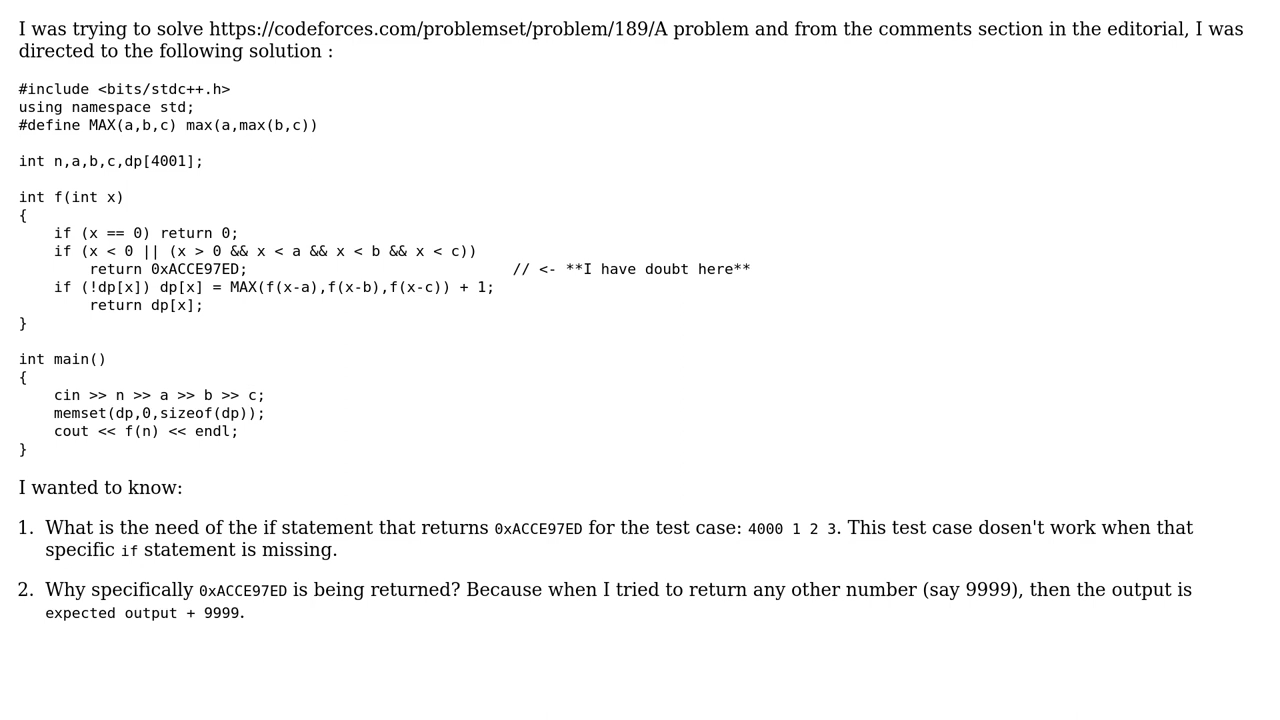 I was trying to solve https://codeforces.com/problemset/problem/189/A problem and from the comments section in the editorial, I was
directed to the following solution :
#include <bits/stdc++.h>
using namespace std;
#define MAX(a,b,c) max(a,max(b,c))
int n,a,b,c,dp[4001];
int f(int x)
{
    if (x == 0) return 0;
    if (x < 0 || (x > 0 && x < a && x < b && x < c))
        return 0xACCE97ED;                              // <- **I have doubt here**
    if (!dp[x]) dp[x] = MAX(f(x-a),f(x-b),f(x-c)) + 1;
        return dp[x];
}
int main()
{
    cin >> n >> a >> b >> c;
    memset(dp,0,sizeof(dp));
    cout << f(n) << endl;
}
I wanted to know:
1. What is the need of the if statement that returns 0xACCE97ED for the test case: 4000 1 2 3. This test case dosen't work when that
specific if statement is missing.
2. Why specifically 0xACCE97ED is being returned? Because when I tried to return any other number (say 9999), then the output is
expected output + 9999.